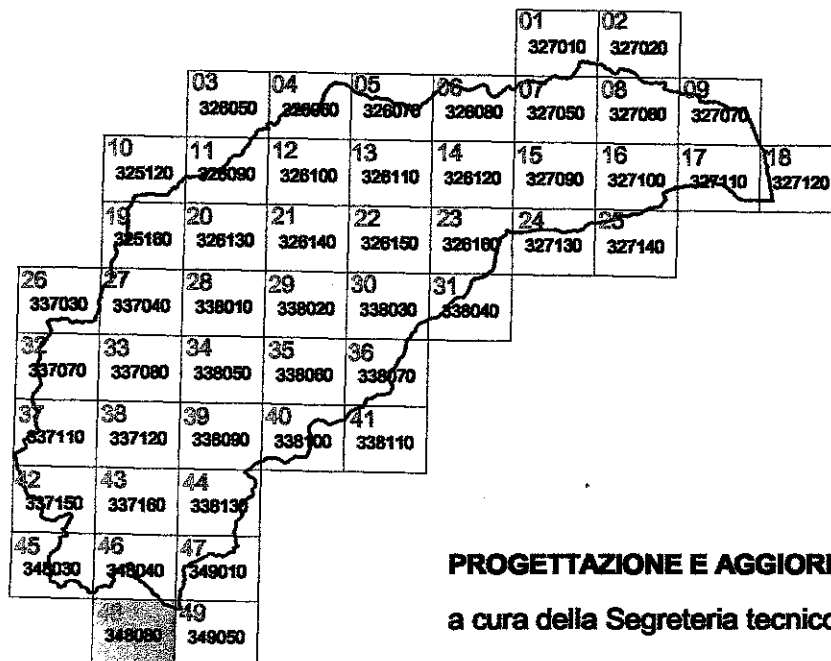 01 02
327010 327020
03 04 05 06 07 08 09
326050 326060 326070 326080 327050 327060 327070
10 11 12 13 14 15 16 17 18
325120 326090 326100 326110 326120 327090 327100 327110 327120
19 20 21 22 23 24 25
325160 326130 326140 326150 326160 327130 327140
26 27 28 29 30 31
337030 337040 338010 338020 338030 338040
32 33 34 35 36
337070 337080 338050 338060 338070
37 38 39 40 41
337110 337120 338090 338100 338110
42 43 44
337150 337160 338130
45 46 47
348030 348040 349010
PROGETTAZIONE E AGGIOR
48 49
348080 349050
a cura della Segreteria tecnico